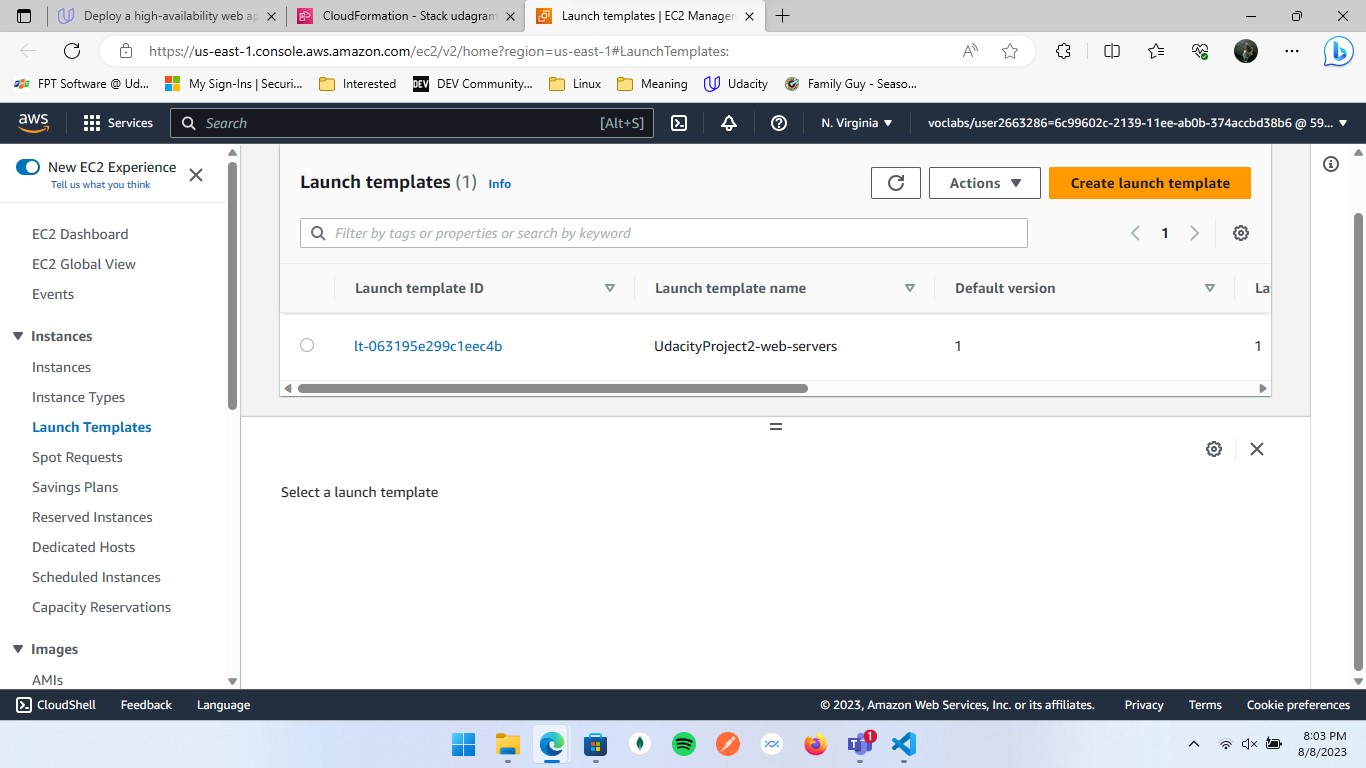 Deploy a high-availability web ap
CloudFormation - Stack udagram
Launch templates | EC2 Manager
https://us-east-1.console.aws.amazon.com/ec2/v2/home?region=us-east-1#LaunchTemplates:
FPT Software @ Ud...
My Sign-Ins | Securi...
Interested
DEV
DEV Community...
Linux
Meaning
Udacity
Family Guy - Seaso...
aws
Services
Search
[Alt+S]
N. Virginia
voclabs/user2663286=6c99602c-2139-11ee-ab0b-374accbd38b6 @ 59...
New EC2 Experience
Tell us what you think
EC2 Dashboard
EC2 Global View
Events
Instances
Instances
Instance Types
Launch Templates
Spot Requests
Savings Plans
Reserved Instances
Dedicated Hosts
Scheduled Instances
Capacity Reservations
Images
AMIs
Launch templates (1) Info
Actions
Create launch template
Filter by tags or properties or search by keyword
1
Launch template ID
Launch template name
Default version
La
lt-063195e299c1eec4b
UdacityProject2-web-servers
1
1
Select a launch template
CloudShell
Feedback
Language
© 2023, Amazon Web Services, Inc. or its affiliates.
Privacy
Terms
Cookie preferences
1
8:03 PM
8/8/2023